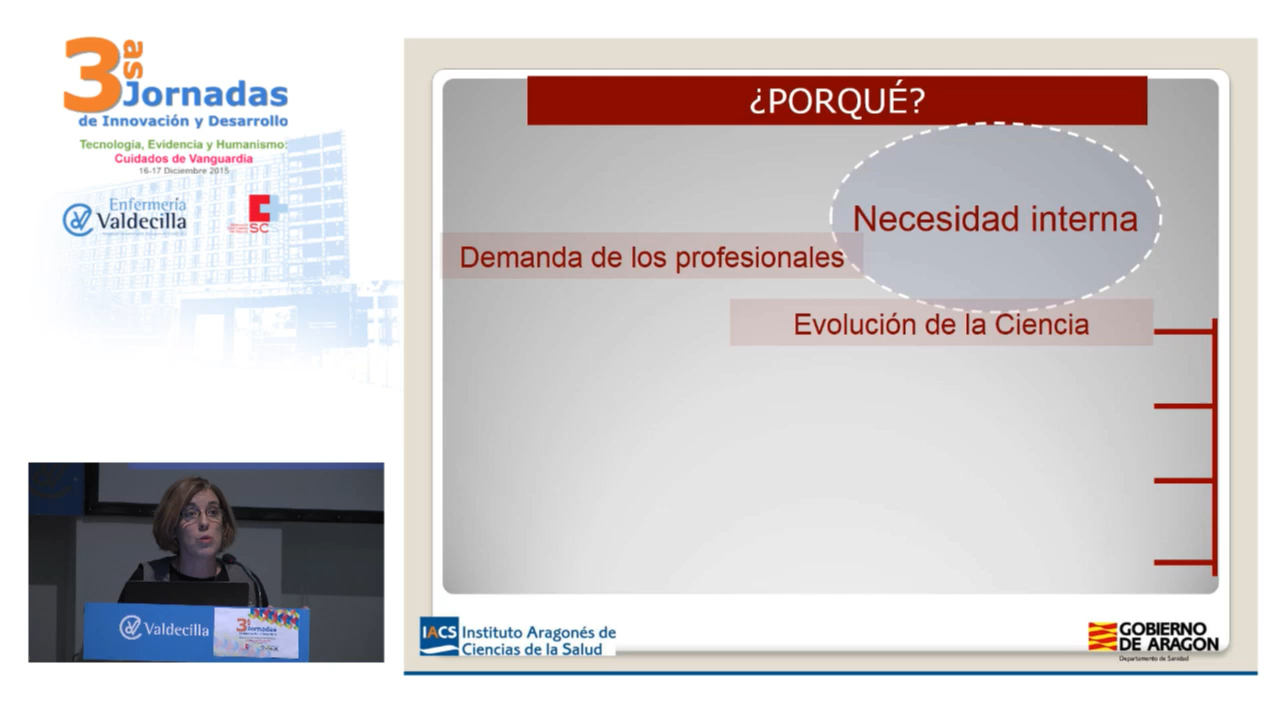 3as
Jornadas
de Innovación y Desarrollo
Tecnología, Evidencia y Humanismo:
Cuidados de Vanguardia
16-17 Diciembre 2015
Enfermería
Valdecilla
SC
¿PORQUÉ?
Necesidad interna
Demanda de los profesionales
Evolución de la Ciencia
Valdecilla
3as
Jornadas
IACS Instituto Aragonés de
Ciencias de la Salud
GOBIERNO
DE ARAGON
Departamento de Sanidad